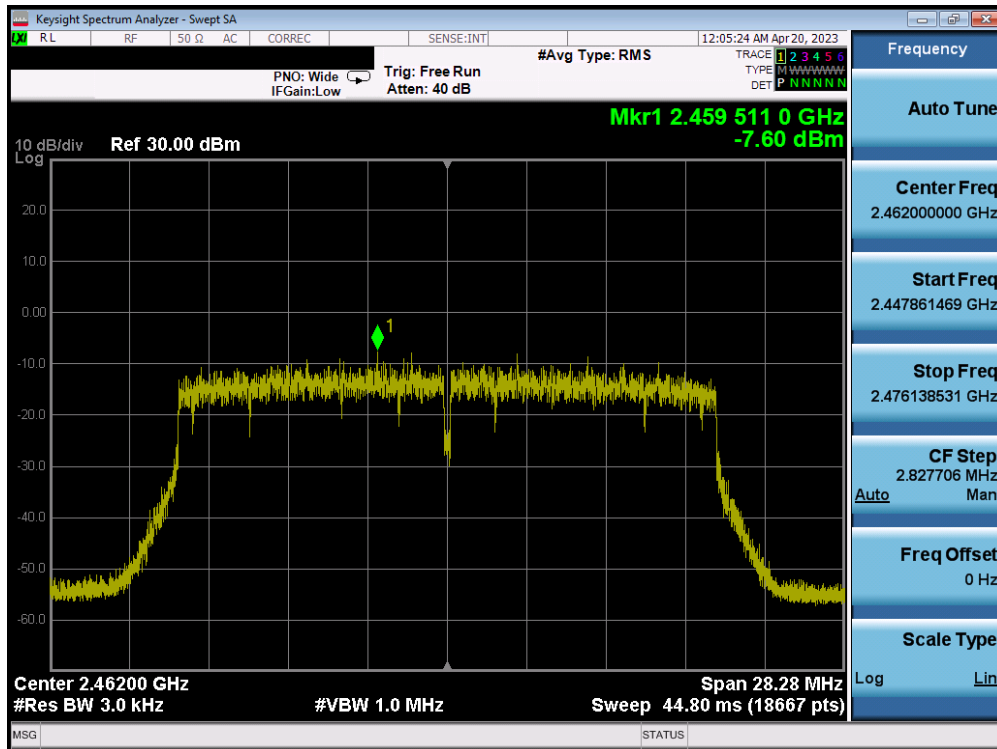 Keysight Spectrum Analyzer - Swept SA
LXI RL RF 50 Ω AC CORREC SENSE:INT 12:05:24 AM Apr 20, 2023
#Avg Type: RMS TRACE 1 2 3 4 5 6
PNO: Wide Trig: Free Run TYPE M WWWWW
IFGain:Low Atten: 40 dB DET P N N N N N
Mkr1 2.459 511 0 GHz
-7.60 dBm
10 dB/div Ref 30.00 dBm
Log
20.0
10.0
0.00
1
-10.0
-20.0
-30.0
-40.0
-50.0
-60.0
Center 2.46200 GHz Span 28.28 MHz
#Res BW 3.0 kHz #VBW 1.0 MHz Sweep 44.80 ms (18667 pts)
MSG STATUS
Frequency
Auto Tune
Center Freq
2.462000000 GHz
Start Freq
2.447861469 GHz
Stop Freq
2.476138531 GHz
CF Step
2.827706 MHz
Auto Man
Freq Offset
0 Hz
Scale Type
Log Lin